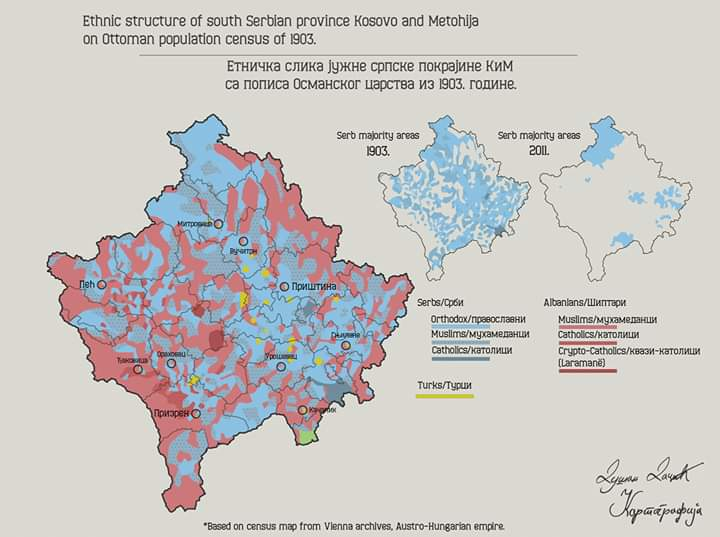 Ethnic structure of south Serbian province Kosovo and Metohija
on Ottoman population census of 1903.
Етничка слика јужне српске покрајине КиМ
са пописа Османског царства из 1903. године.
Serb majority areas
1903.
Serb majority areas
2011.
Митровица
Вучитрн
Пећ
Приштина
Гњилане
Ђаковица
Ораховац
Урошевац
Призрен
Качаник
Serbs/Срби
Orthodox/православни
Muslims/мухамеданци
Catholics/католици
Turks/Турци
Albanians/Шиптари
Muslims/мухамеданци
Catholics/католици
Crypto-Catholics/квази-католици
(Laramanë)
Картографија
*Based on census map from Vienna archives, Austro-Hungarian empire.